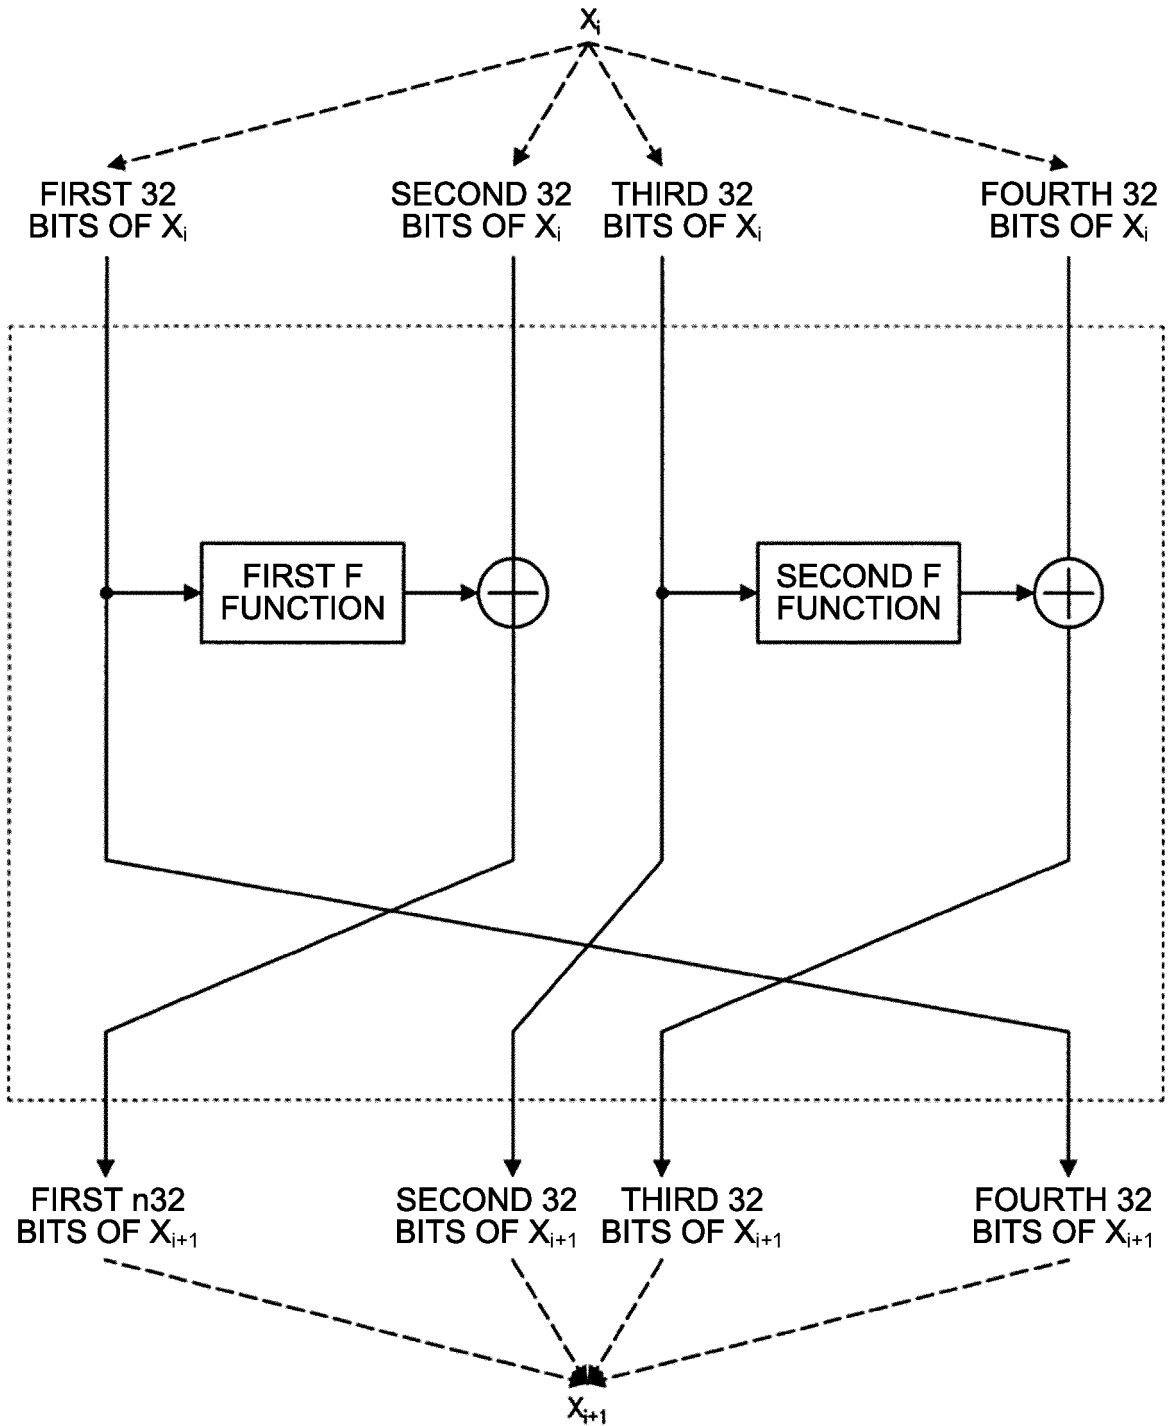 Xi
FIRST 32
BITS OF Xi
SECOND 32
BITS OF Xi
THIRD 32
BITS OF Xi
FOURTH 32
BITS OF Xi
FIRST F
FUNCTION
SECOND F
FUNCTION
FIRST n32
BITS OF Xi+1
SECOND 32
BITS OF Xi+1
THIRD 32
BITS OF Xi+1
FOURTH 32
BITS OF Xi+1
Xi+1